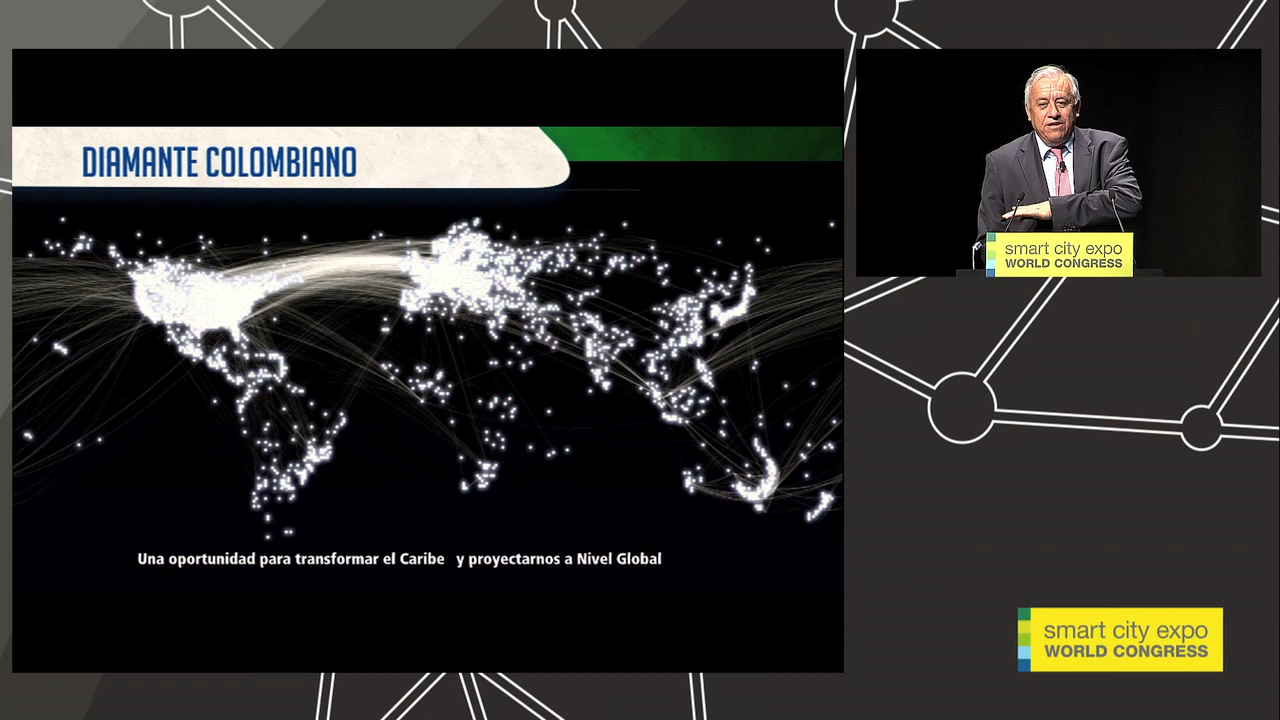 DIAMANTE COLOMBIANO
Una oportunidad para transformar el Caribe y proyectarnos a Nivel Global
smart city expo
WORLD CONGRESS
smart city expo
WORLD CONGRESS